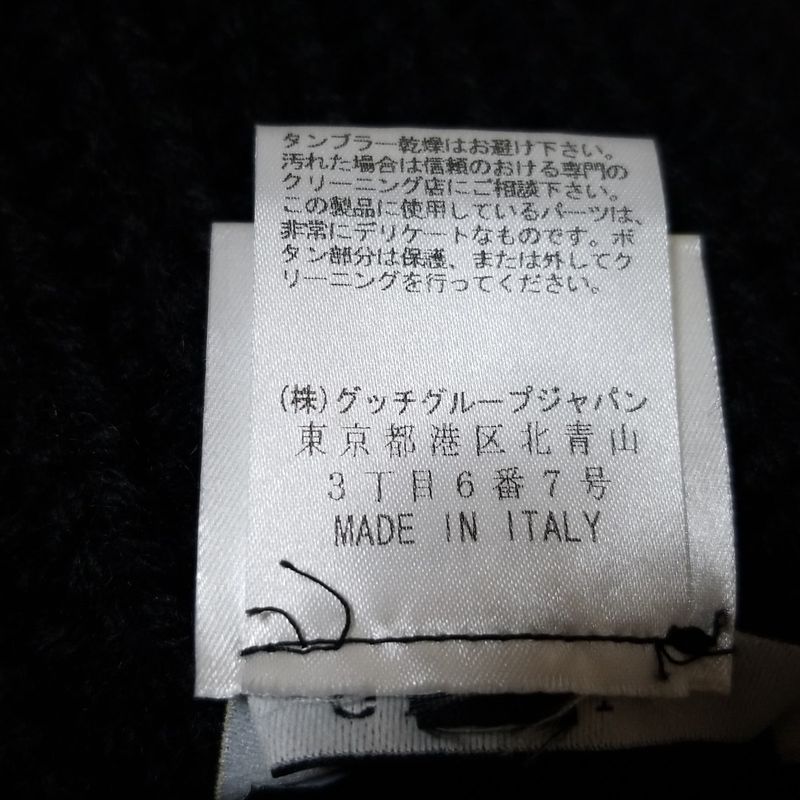 タンブラー乾燥はお避け下さい。
汚れた場合は信頼のおける専門の
クリーニング店にご相談下さい。
この製品に使用しているパーツは、
非常にデリケートなものです。ボ
タン部分は保護、または外してク
リーニングを行ってください。
(株)グッチグループジャパン
東京都港区北青山
3丁目6番7号
MADE IN ITALY